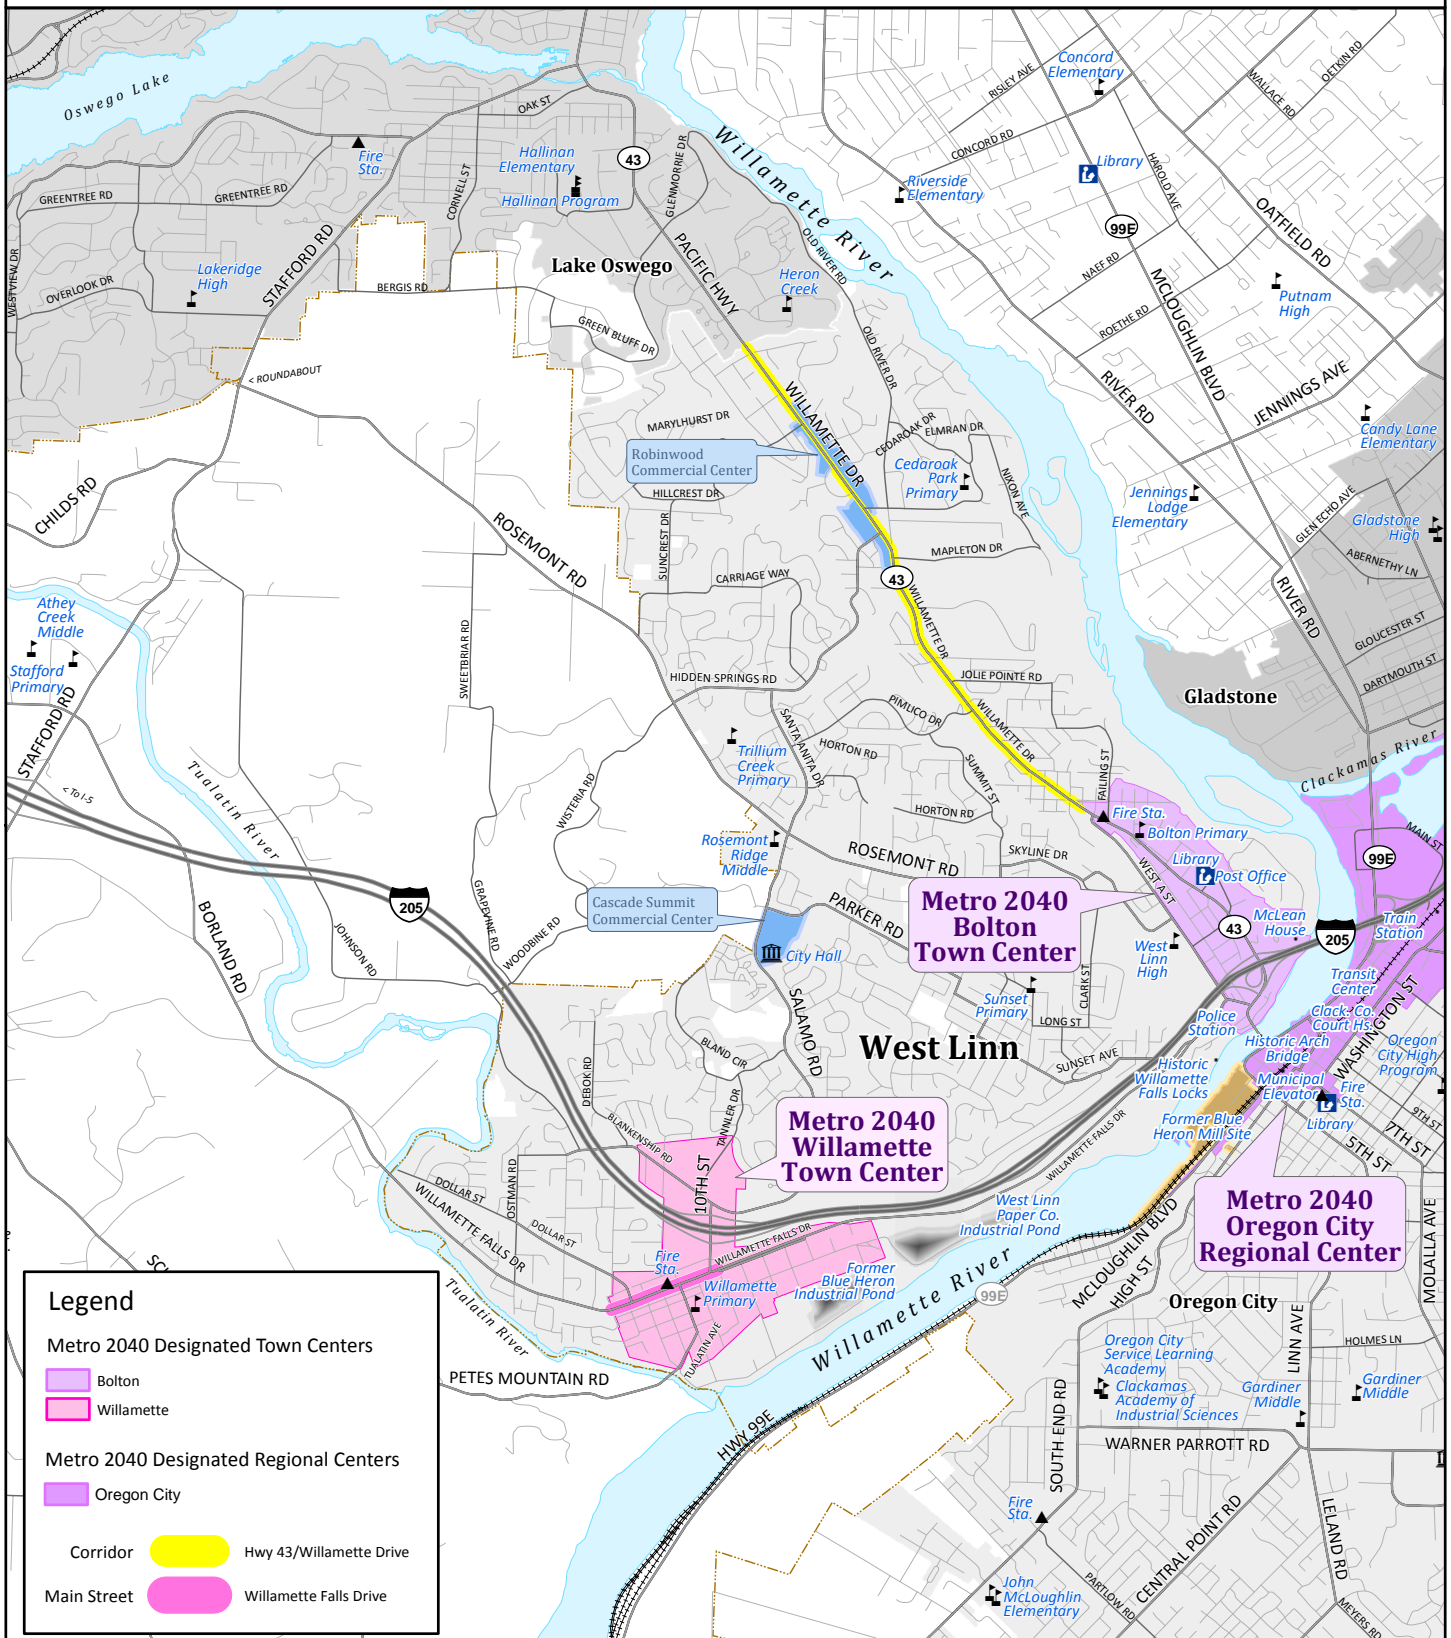 Oswego Lake
OAK ST
Fire
Sta.
Hallinan
Elementary
Hallinan Program
43
GLENMORRIE DR
CORNELL ST
GREENTREE RD
GREENTREE RD
WESTVIEW DR
OVERLOOK DR
Lakeridge
High
STAFFORD RD
BERGIS RD
GREEN BLUFF DR
< ROUNDABOUT
Lake Oswego
PACIFIC HWY
Willamette River
OLD RIVER RD
Heron
Creek
OLD RIVER DR
Concord
Elementary
RISLEY AVE
CONCORD RD
Riverside
Elementary
Library
HAROLD AVE
WALLACE RD
OETKIN RD
99E
OATFIELD RD
NAEF RD
MCLOUGHLIN BLVD
Putnam
High
ROETHE RD
RIVER RD
JENNINGS AVE
Candy Lane
Elementary
Jennings
Lodge
Elementary
GLEN ECHO AVE
Gladstone
High
ABERNETHY LN
RIVER RD
GLOUCESTER ST
DARTMOUTH ST
Gladstone
Clackamas River
MARYLHURST DR
WILLAMETTE DR
Robinwood
Commercial Center
HILLCREST DR
SUNCREST DR
CEDAROAK DR
ELMRAN DR
Cedaroak
Park
Primary
NIXON AVE
MAPLETON DR
43
CARRIAGE WAY
WILLAMETTE DR
CHILDS RD
ROSEMONT RD
Athey
Creek
Middle
Stafford
Primary
STAFFORD RD
SWEETBRIAR RD
HIDDEN SPRINGS RD
JOLIE POINTE RD
PIMLICO DR
WILLAMETTE DR
SANTA ANITA DR
HORTON RD
Trillium
Creek
Primary
SUMMIT ST
HORTON RD
FAILING ST
Tualatin River
< To I-5
WISTERIA RD
Rosemont
Ridge
Middle
ROSEMONT RD
SKYLINE DR
Fire Sta.
Bolton Primary
Library
Post Office
WEST A ST
MAIN ST
99E
205
BORLAND RD
JOHNSON RD
GRAPEVINE RD
WOODBINE RD
Cascade Summit
Commercial Center
PARKER RD
Metro 2040
Bolton
Town Center
City Hall
West
Linn
High
43
McLean
House
205
Train
Station
Transit
Center
Clack. Co.
Court Hs.
WASHINGTON ST
CLARK ST
Sunset
Primary
LONG ST
SALAMO RD
West Linn
SUNSET AVE
Police
Station
Historic Arch
Bridge
Oregon
City High
Program
Historic
Willamette
Falls Locks
Municipal
Elevator
Fire
Sta.
Library
9TH ST
7TH ST
5TH ST
Former Blue
Heron Mill Site
BLAND CIR
DEBOK RD
TANNLER DR
BLANKENSHIP RD
Metro 2040
Willamette
Town Center
WILLAMETTE FALLS DR
10TH ST
DOLLAR ST
OSTMAN RD
WILLAMETTE FALLS DR
DOLLAR ST
WILLAMETTE FALLS DR
Fire
Sta.
Willamette
Primary
Former
Blue Heron
Industrial Pond
West Linn
Paper Co.
Industrial Pond
Metro 2040
Oregon City
Regional Center
MOLALLA AVE
MCLOUGHLIN BLVD
HIGH ST
99E
Willamette River
Oregon City
Tualatin River
TUALATIN AVE
PETES MOUNTAIN RD
HWY 99E
LINN AVE
HOLMES LN
Oregon City
Service Learning
Academy
Clackamas
Academy of
Industrial Sciences
Gardiner
Middle
Gardiner
Middle
SOUTH END RD
WARNER PARROTT RD
Fire
Sta.
CENTRAL POINT RD
LELAND RD
John
McLoughlin
Elementary
PARTLOW RD
MEYERS RD
Legend
Metro 2040 Designated Town Centers
Bolton
Willamette
Metro 2040 Designated Regional Centers
Oregon City
Corridor
Hwy 43/Willamette Drive
Main Street
Willamette Falls Drive